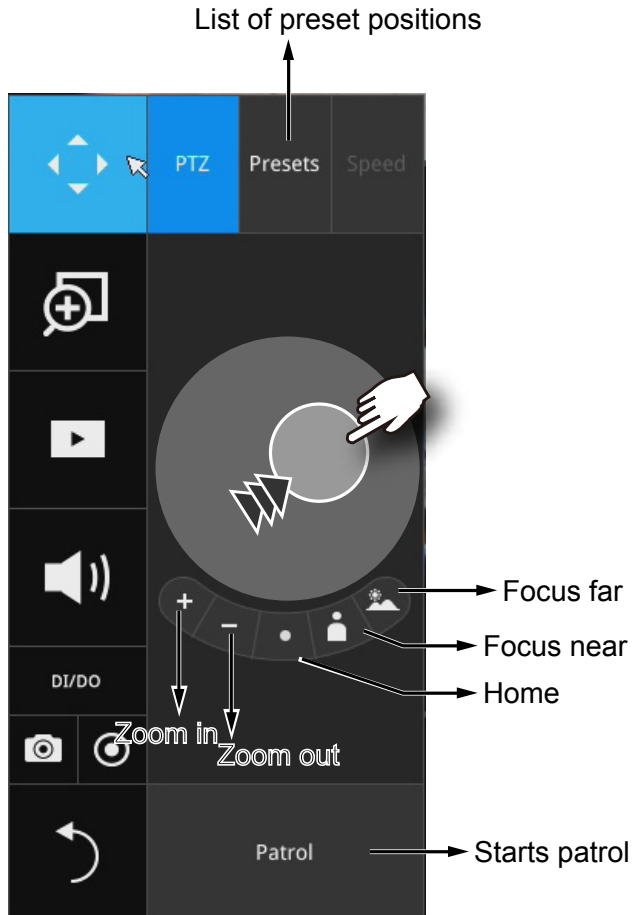 List of preset positions
PTZ
Presets
Speed
Focus far
Focus near
Home
DI/DO
Zoom in
Zoom out
Patrol
Starts patrol